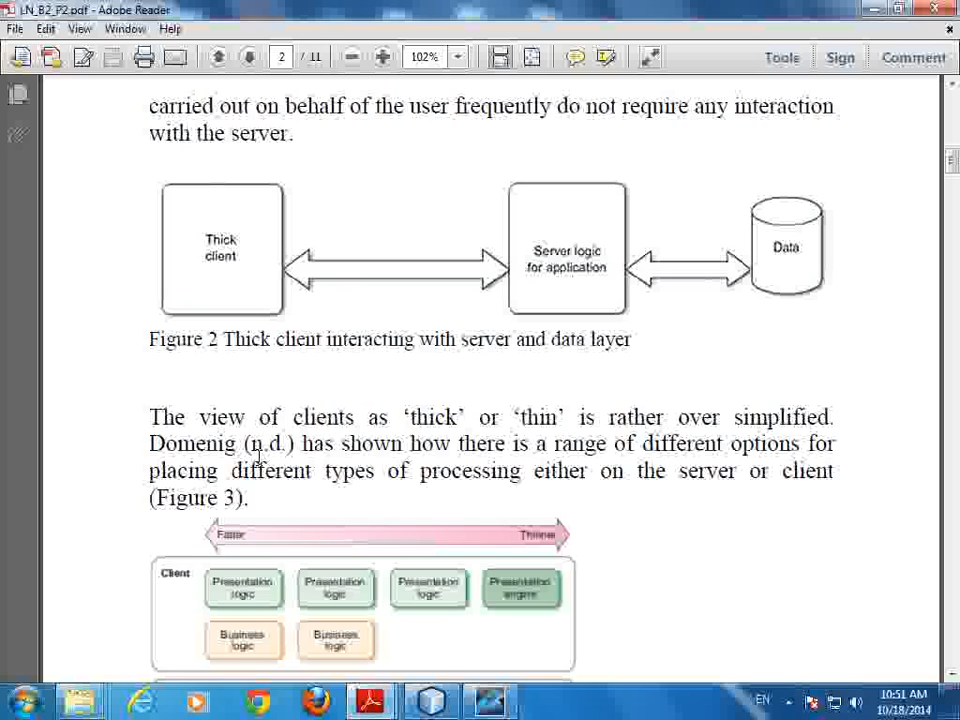 LN_B2_P2.pdf - Adobe Reader
File Edit View Window Help
2 / 11
102%
Tools Sign Comment
carried out on behalf of the user frequently do not require any interaction
with the server.
Thick
client
Server logic
for application
Data
Figure 2 Thick client interacting with server and data layer
The view of clients as ‘thick’ or ‘thin’ is rather over simplified.
Domenig (n.d.) has shown how there is a range of different options for
placing different types of processing either on the server or client
(Figure 3).
Fatter Thinner
Client
Presentation logic
Presentation logic
Presentation logic
Presentation engine
Business logic
Business logic
EN
10:51 AM
10/18/2014